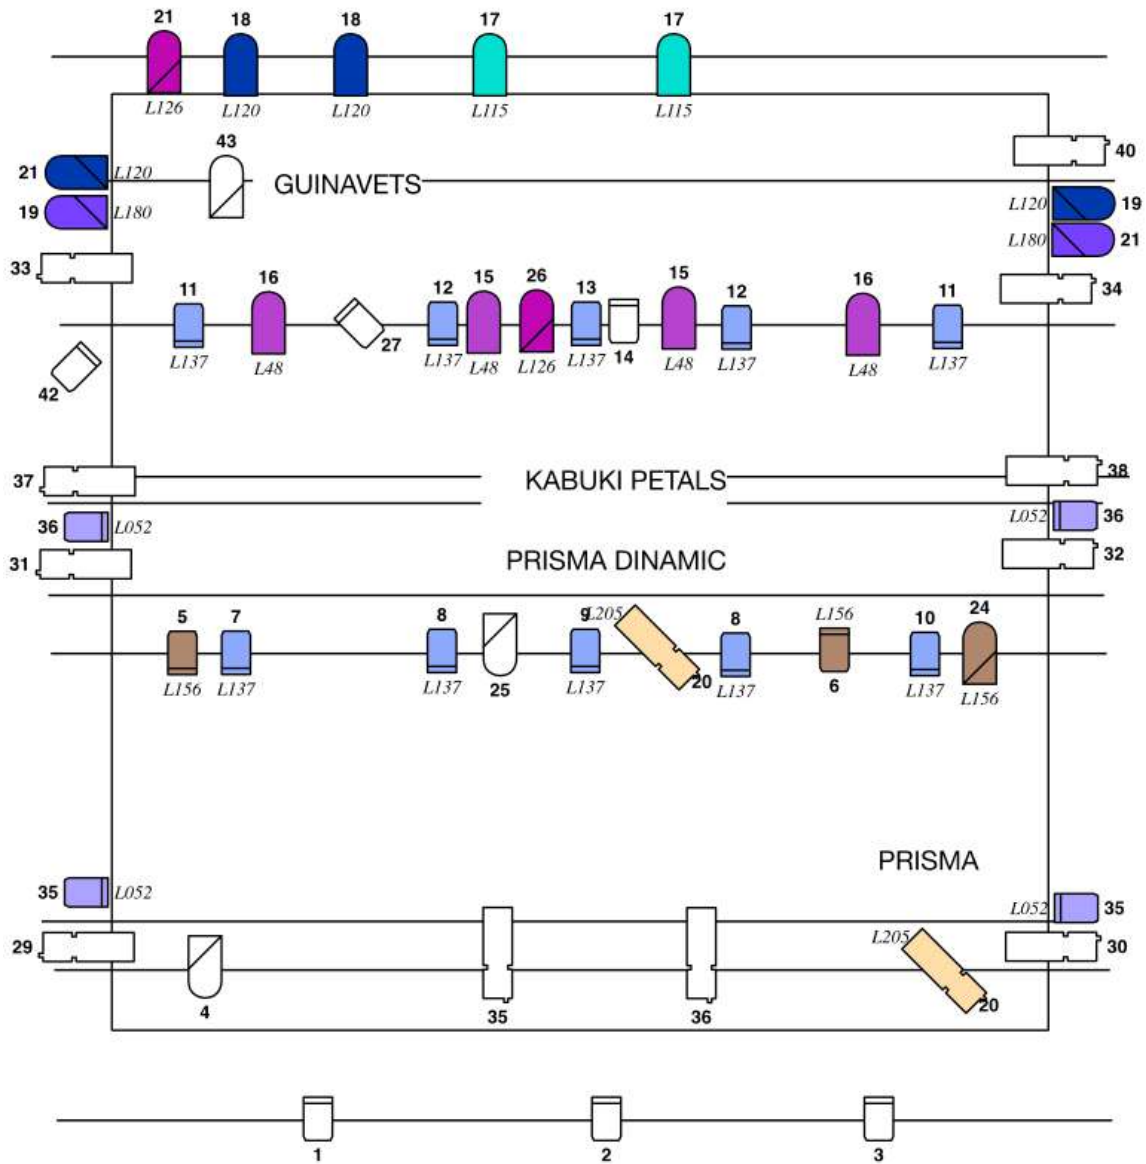 21 18 18 17 17
L126 L120 L120 L115 L115
43 40
21 L120 GUINAVETS L120 19
19 L180 L180 21
33 34
11 16 12 15 26 13 15 12 16 11
27 14
L137 L48 L137 L48 L126 L137 L48 L137 L48 L137
42
37 KABUKI PETALS 38
36 L052 L052 36
31 PRISMA DINAMIC 32
5 7 8 9 L205 8 L156 10 24
L156 L137 L137 25 L137 20 L137 6 L137 L156
PRISMA
35 L052 L052 35
29 L205 30
4 35 36 20
1 2 3